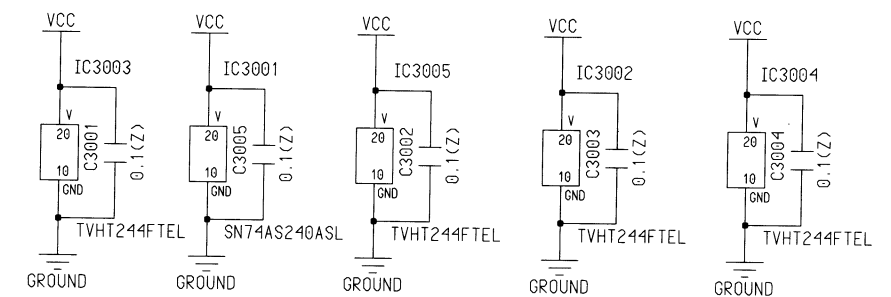 VCC VCC VCC VCC VCC
IC3003 IC3001 IC3005 IC3002 IC3004
V V V V V
20 20 20 20 20
C3001 0.1(Z) C3005 0.1(Z) C3002 0.1(Z) C3003 0.1(Z) C3004 0.1(Z)
10 10 10 10 10
GND GND GND GND GND
TVHT244FTEL SN74AS240ASL TVHT244FTEL TVHT244FTEL TVHT244FTEL
GROUND GROUND GROUND GROUND GROUND